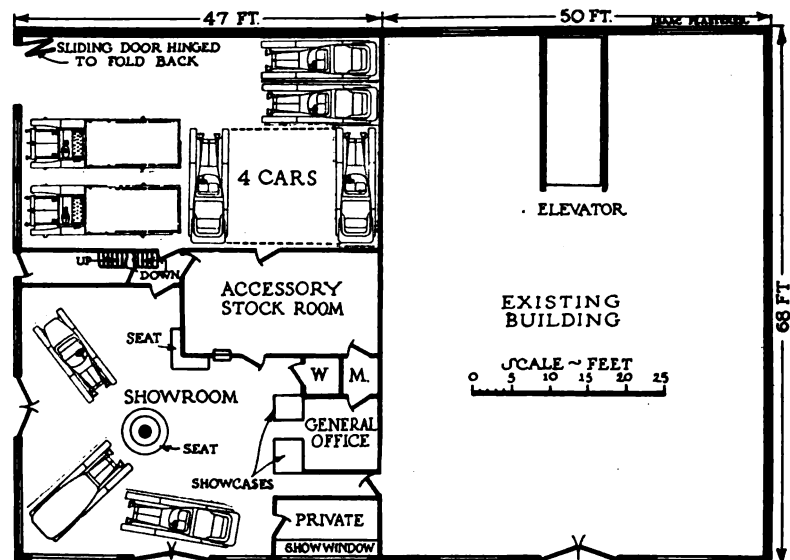 47 FT.
50 FT.
ISAAC PLASTERER.
SLIDING DOOR HINGED
TO FOLD BACK
4 CARS
ELEVATOR
68 FT
UP
DOWN
ACCESSORY
STOCK ROOM
EXISTING
BUILDING
SEAT
SCALE ~ FEET
0 5 10 15 20 25
W
M.
SHOWROOM
GENERAL
OFFICE
SEAT
SHOWCASES
PRIVATE
SHOW WINDOW